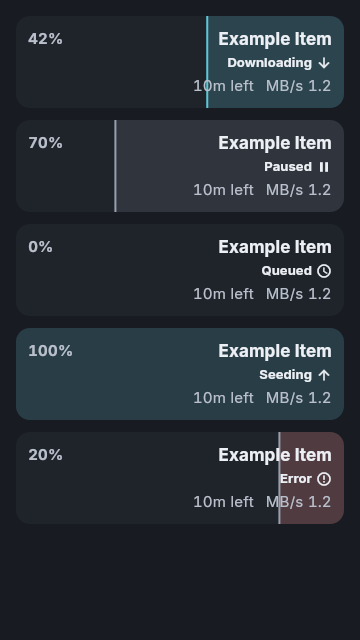 42%
Example Item
Downloading
10m left MB/s 1.2
70%
Example Item
Paused
10m left MB/s 1.2
0%
Example Item
Queued
10m left MB/s 1.2
100%
Example Item
Seeding
10m left MB/s 1.2
20%
Example Item
Error
10m left MB/s 1.2